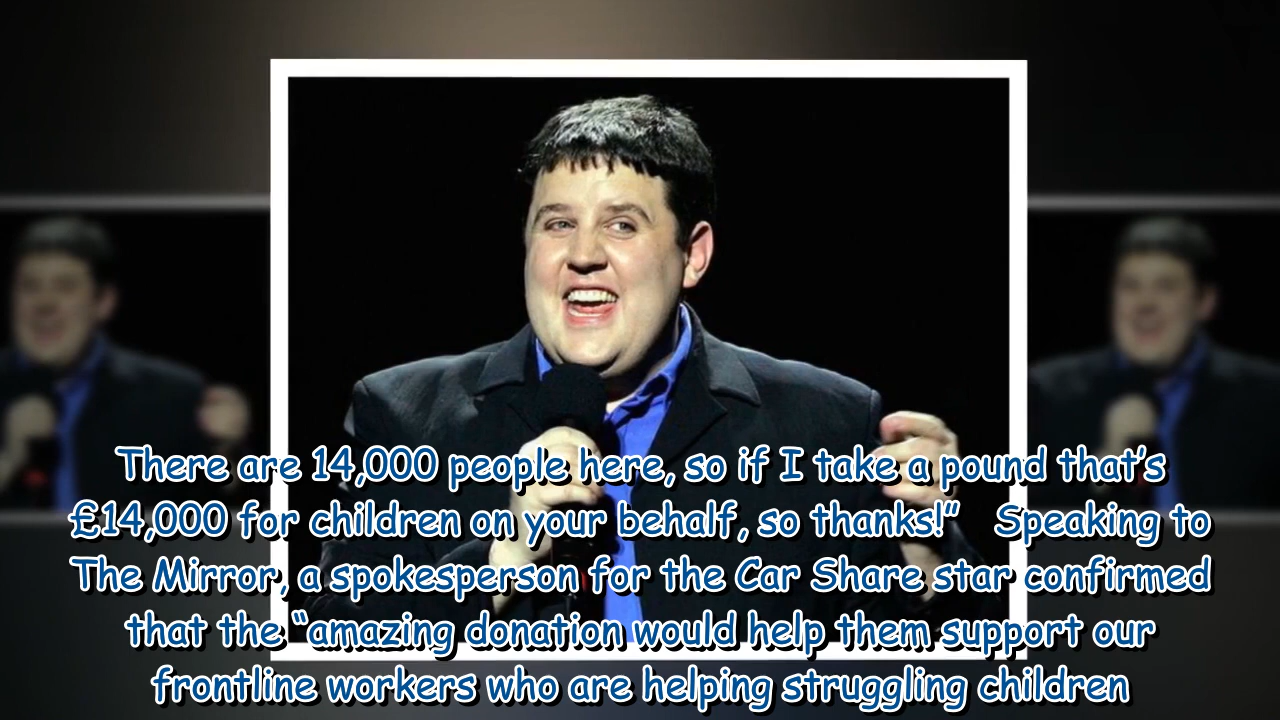 There are 14,000 people here, so if I take a pound that’s
£14,000 for children on your behalf, so thanks!”   Speaking to
The Mirror, a spokesperson for the Car Share star confirmed
that the “amazing donation would help them support our
frontline workers who are helping struggling children